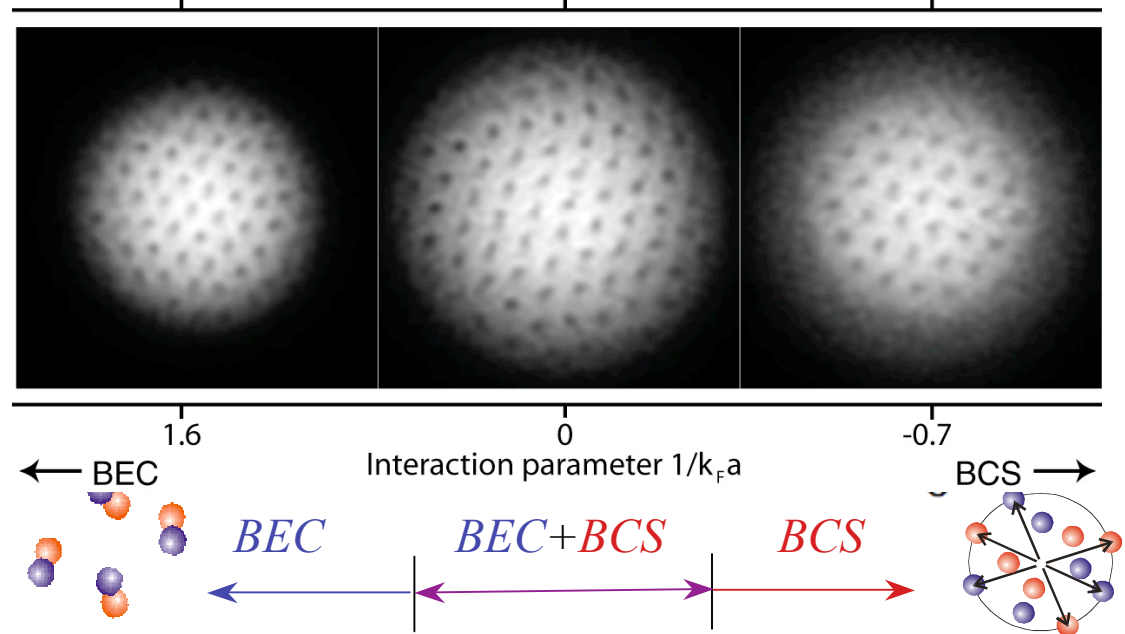 1.6 0 -0.7
← BEC Interaction parameter 1/kFa BCS →
BEC BEC+BCS BCS